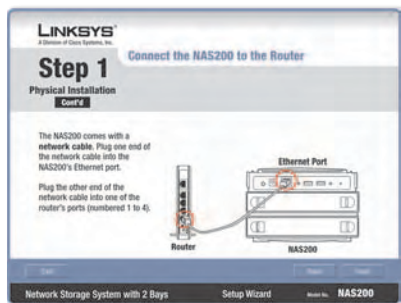 LINKSYS®
A Division of Cisco Systems, Inc.
Connect the NAS200 to the Router
Step 1
Physical Installation
Cont'd
The NAS200 comes with a
network cable. Plug one end of
the network cable into the
NAS200's Ethernet port.
Plug the other end of the
network cable into one of the
router's ports (numbered 1 to 4).
Ethernet Port
Router
NAS200
Network Storage System with 2 Bays
Setup Wizard
Model No. NAS200